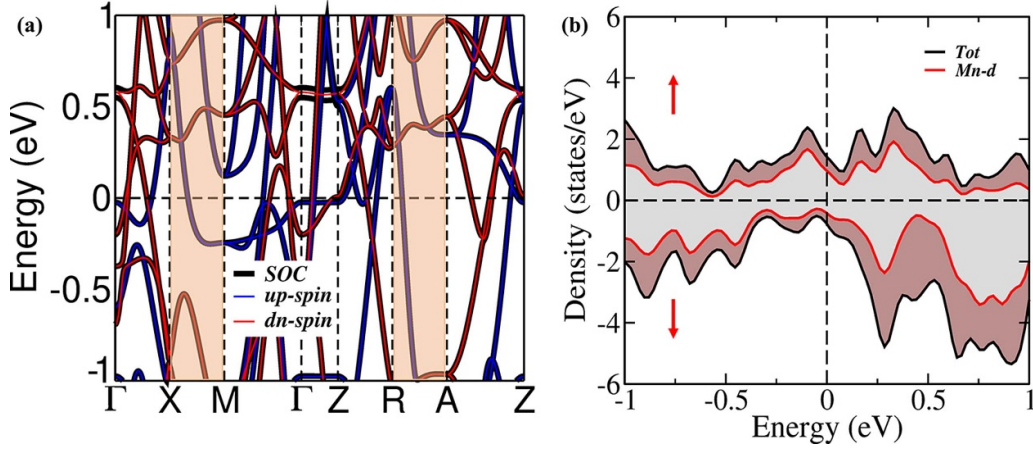 (a)
Energy (eV)
1
0.5
0
-0.5
-1
SOC
up-spin
dn-spin
Γ X M Γ Z R A Z
(b)
Density (states/eV)
6
4
2
0
-2
-4
-6
Tot
Mn-d
-1 -0.5 0 0.5 1
Energy (eV)